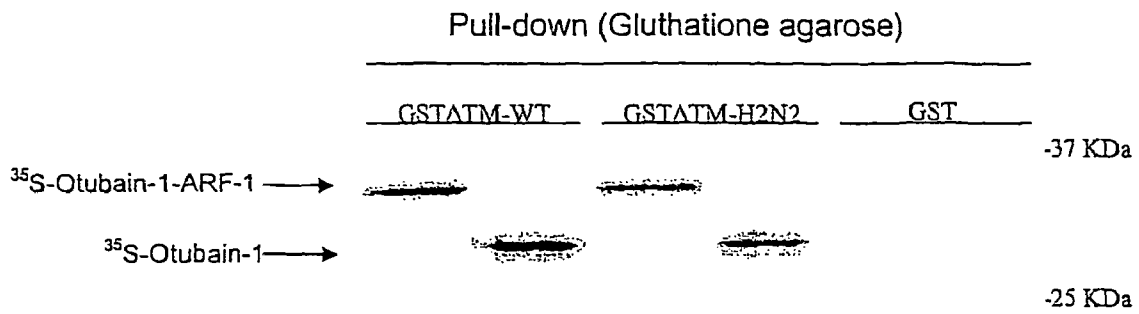 Pull-down (Gluthatione agarose)
GSTΔTM-WT GSTΔTM-H2N2 GST
-37 KDa
³⁵S-Otubain-1-ARF-1
³⁵S-Otubain-1
-25 KDa